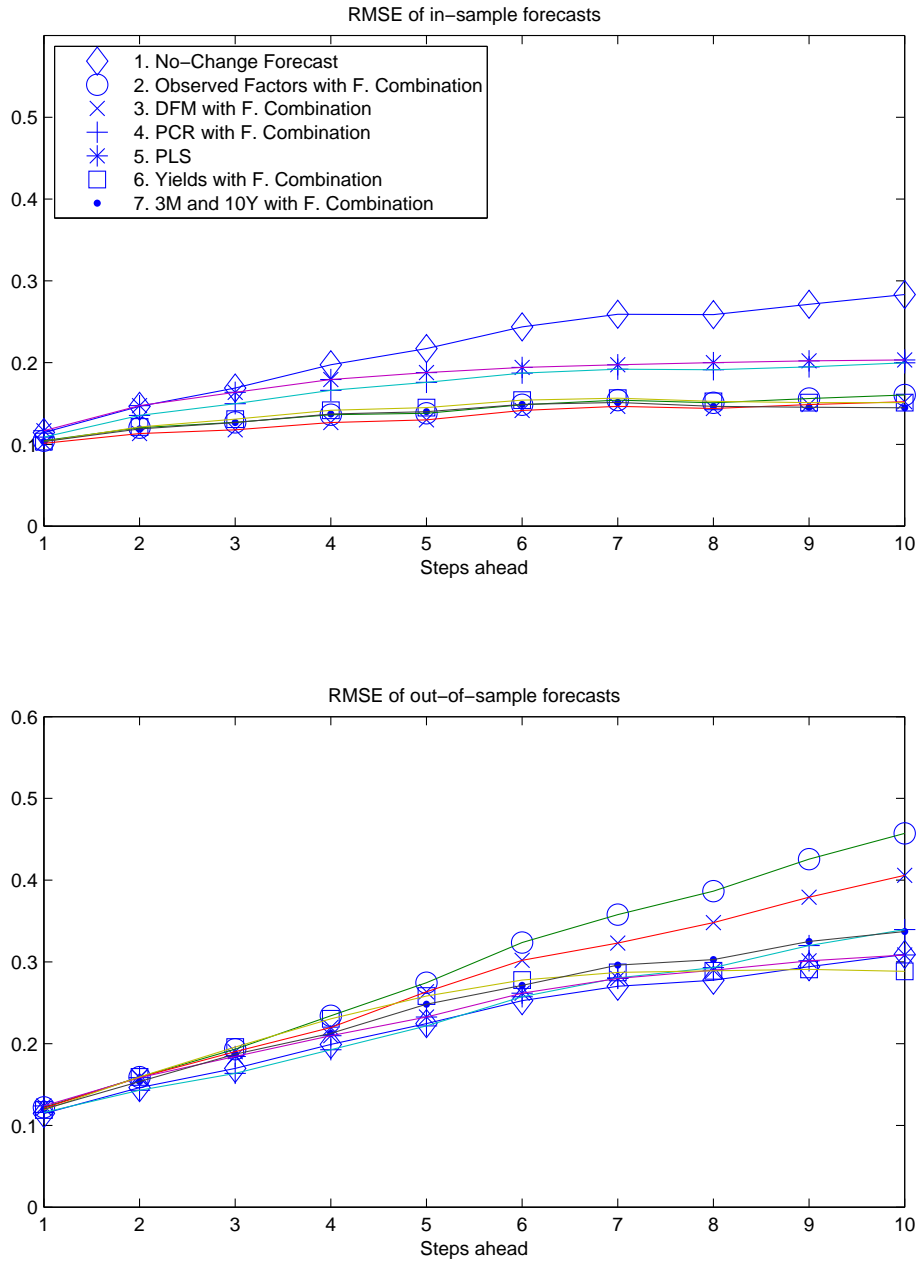 RMSE of in−sample forecasts
1. No−Change Forecast
2. Observed Factors with F. Combination
3. DFM with F. Combination
4. PCR with F. Combination
5. PLS
6. Yields with F. Combination
7. 3M and 10Y with F. Combination
0.5
0.4
0.3
0.2
0.1
0
1 2 3 4 5 6 7 8 9 10
Steps ahead
RMSE of out−of−sample forecasts
0.6
0.5
0.4
0.3
0.2
0.1
0
1 2 3 4 5 6 7 8 9 10
Steps ahead